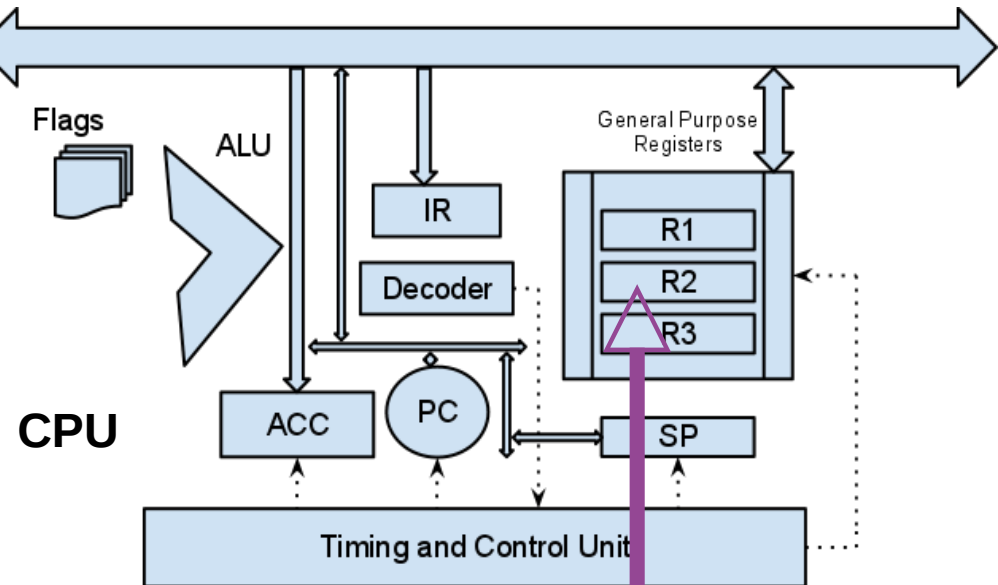 Flags
ALU
General Purpose
Registers
IR
R1
Decoder
R2
R3
CPU
ACC
PC
SP
Timing and Control Unit